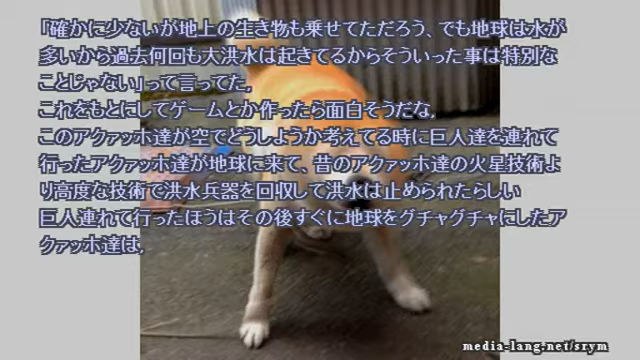 ｢確かに少ないが地上の生き物も乗せてただろう、でも地球は水が
多いから過去何回も大洪水は起きてるからそういった事は特別な
ことじゃない｣って言ってた｡
これをもとにしてゲームとか作ったら面白そうだな｡
このアクァッホ達が空でどうしようか考えてる時に巨人達を連れて
行ったアクァッホ達が地球に来て、昔のアクァッホ達の火星技術よ
り高度な技術で洪水兵器を回収して洪水は止められたらしい
巨人連れて行ったほうはその後すぐに地球をグチャグチャにしたア
クァッホ達は､
media-lang.net/srym